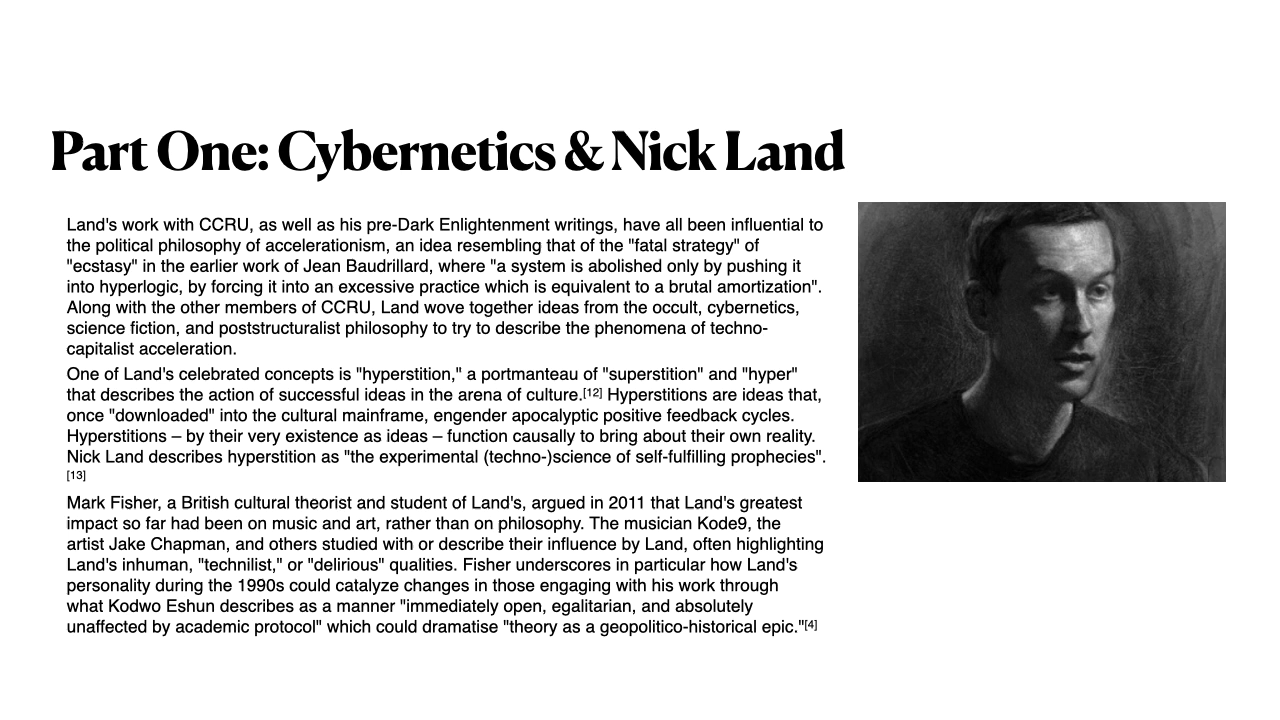 Part One: Cybernetics & Nick Land
Land's work with CCRU, as well as his pre-Dark Enlightenment writings, have all been influential to
the political philosophy of accelerationism, an idea resembling that of the "fatal strategy" of
"ecstasy" in the earlier work of Jean Baudrillard, where "a system is abolished only by pushing it
into hyperlogic, by forcing it into an excessive practice which is equivalent to a brutal amortization".
Along with the other members of CCRU, Land wove together ideas from the occult, cybernetics,
science fiction, and poststructuralist philosophy to try to describe the phenomena of techno-
capitalist acceleration.
One of Land's celebrated concepts is "hyperstition," a portmanteau of "superstition" and "hyper"
that describes the action of successful ideas in the arena of culture.[12] Hyperstitions are ideas that,
once "downloaded" into the cultural mainframe, engender apocalyptic positive feedback cycles.
Hyperstitions – by their very existence as ideas – function causally to bring about their own reality.
Nick Land describes hyperstition as "the experimental (techno-)science of self-fulfilling prophecies".
[13]
Mark Fisher, a British cultural theorist and student of Land's, argued in 2011 that Land's greatest
impact so far had been on music and art, rather than on philosophy. The musician Kode9, the
artist Jake Chapman, and others studied with or describe their influence by Land, often highlighting
Land's inhuman, "technilist," or "delirious" qualities. Fisher underscores in particular how Land's
personality during the 1990s could catalyze changes in those engaging with his work through
what Kodwo Eshun describes as a manner "immediately open, egalitarian, and absolutely
unaffected by academic protocol" which could dramatise "theory as a geopolitico-historical epic."[4]